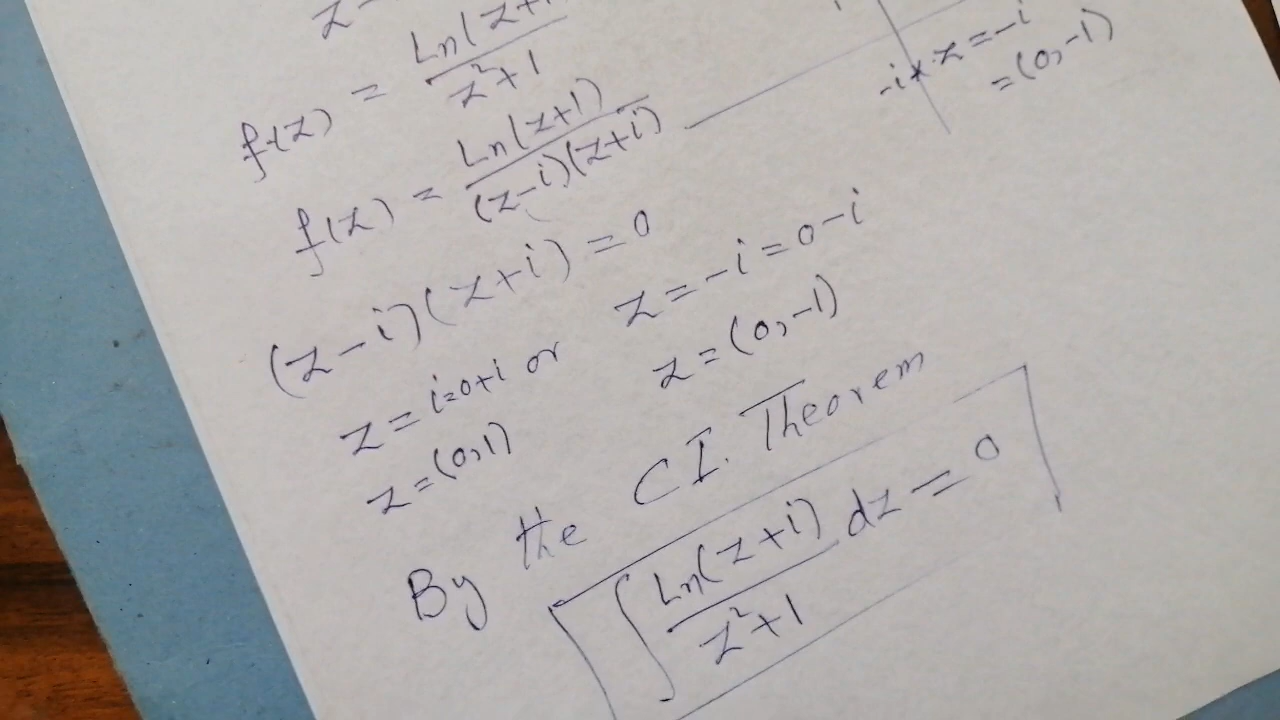 f(z) = Ln(z+1) / z²+1
f(z) = Ln(z+1) / (z-i)(z+i)
-i * z = -i
= (0, -1)
(z-i)(z+i) = 0
z = i = 0+i or z = -i = 0-i
z = (0,1) z = (0, -1)
By the C I. Theorem
∫ Ln(z+i) / z²+1 dz = 0